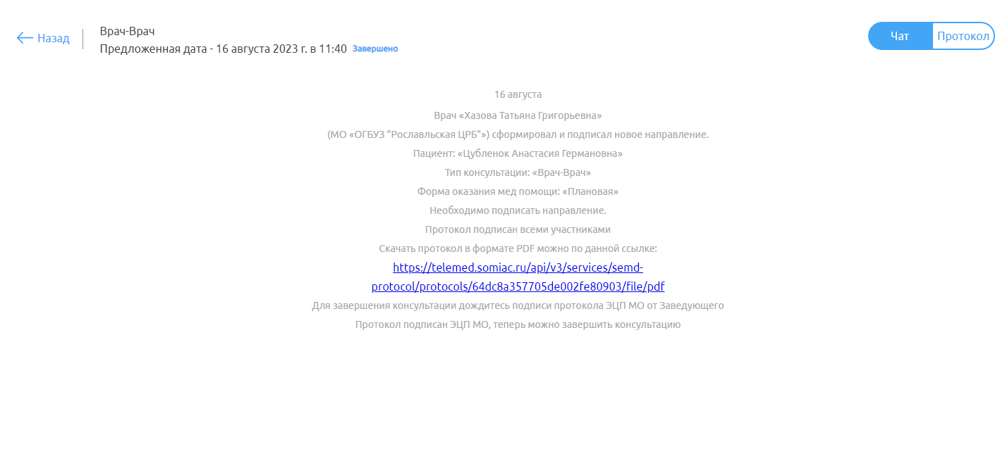 Назад
Врач-Врач
Предложенная дата - 16 августа 2023 г. в 11:40 Завершено
Чат Протокол
16 августа
Врач «Хазова Татьяна Григорьевна»
(МО «ОГБУЗ "Рославльская ЦРБ"») сформировал и подписал новое направление.
Пациент: «Цубленок Анастасия Германовна»
Тип консультации: «Врач-Врач»
Форма оказания мед помощи: «Плановая»
Необходимо подписать направление.
Протокол подписан всеми участниками
Скачать протокол в формате PDF можно по данной ссылке:
https://telemed.somiac.ru/api/v3/services/semd-
protocol/protocols/64dc8a357705de002fe80903/file/pdf
Для завершения консультации дождитесь подписи протокола ЭЦП МО от Заведующего
Протокол подписан ЭЦП МО, теперь можно завершить консультацию